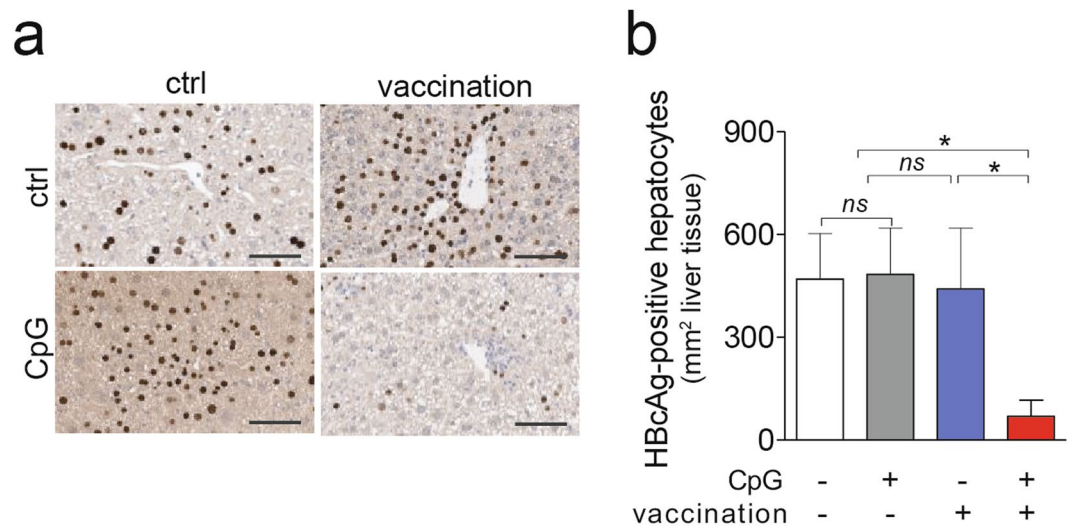 a
ctrl
vaccination
ctrl
CpG
b
HBcAg-positive hepatocytes
(mm² liver tissue)
900
600
300
0
*
ns
*
ns
CpG - + - +
vaccination - - + +